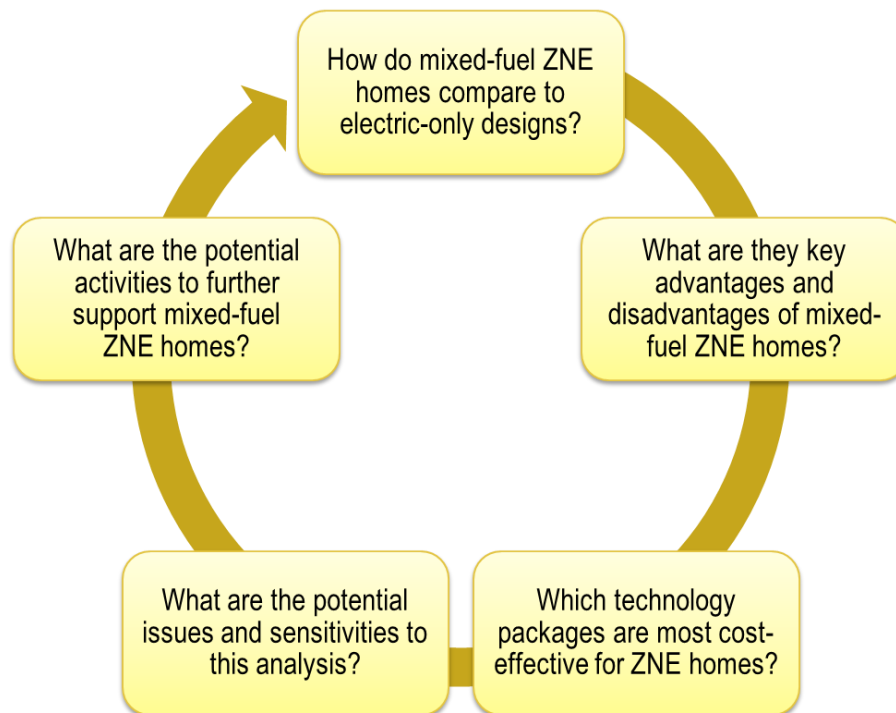 How do mixed-fuel ZNE
homes compare to
electric-only designs?
What are they key
advantages and
disadvantages of mixed-
fuel ZNE homes?
Which technology
packages are most cost-
effective for ZNE homes?
What are the potential
issues and sensitivities to
this analysis?
What are the potential
activities to further
support mixed-fuel
ZNE homes?